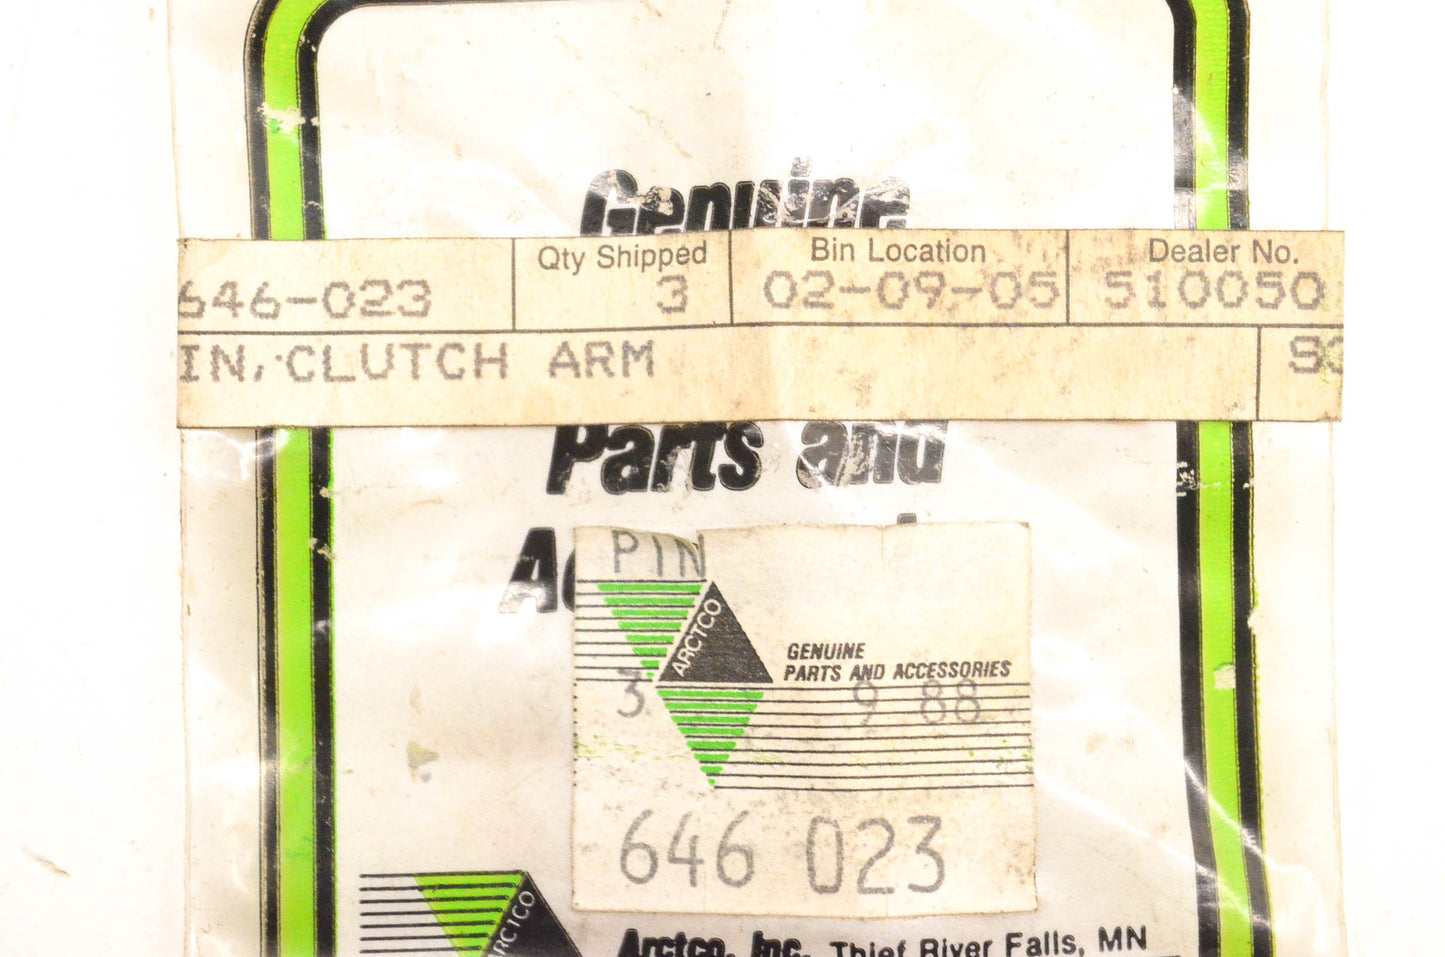 Genuine
Qty Shipped Bin Location Dealer No.
646-023 3 02-09-05 510050
IN, CLUTCH ARM
Parts and
PIN
ARCTCO
GENUINE
PARTS AND ACCESSORIES
3 9 88
646 023
ARCTCO
Arctco, Inc. Thief River Falls, MN